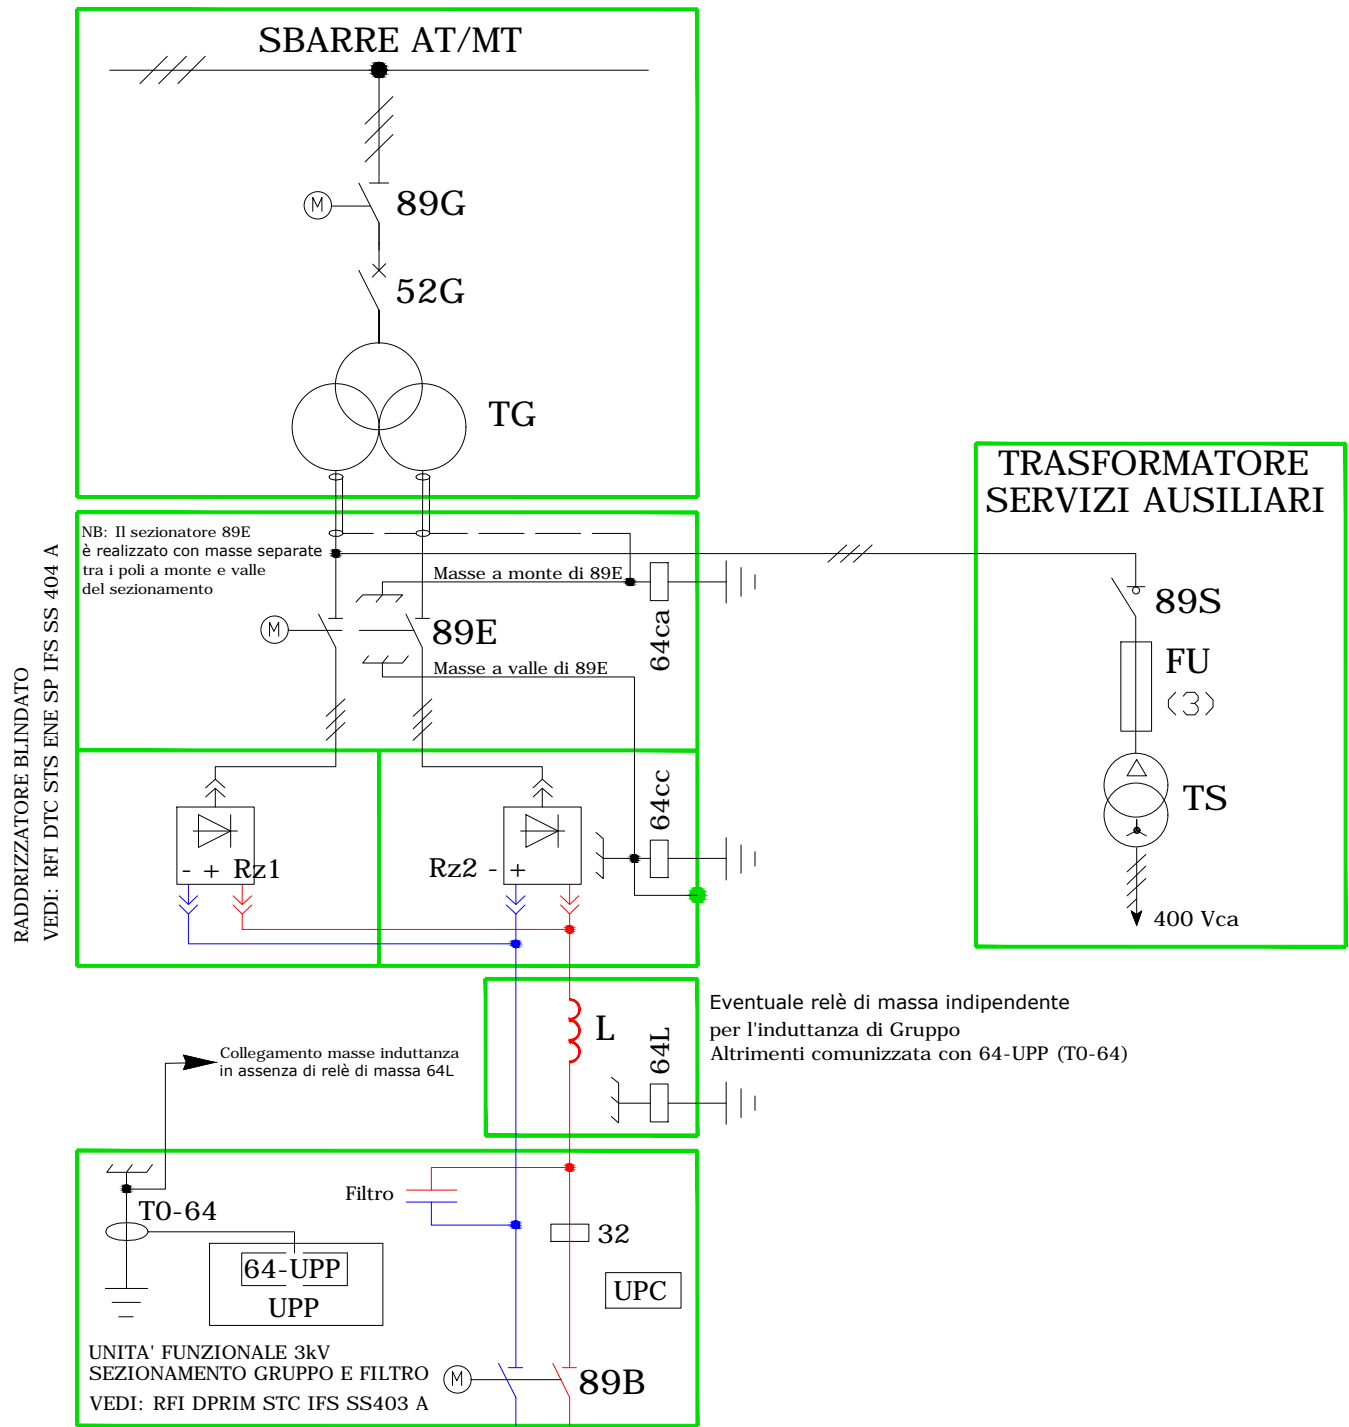 SBARRE AT/MT
M
89G
52G
TG
NB: Il sezionatore 89E
è realizzato con masse separate
tra i poli a monte e valle
del sezionamento
Masse a monte di 89E
64ca
M
89E
Masse a valle di 89E
RADDRIZZATORE BLINDATO
VEDI: RFI DTC STS ENE SP IFS SS 404 A
TRASFORMATORE
SERVIZI AUSILIARI
89S
FU
(3)
TS
400 Vca
- + Rz1
Rz2 - +
64cc
L
64L
Eventuale relè di massa indipendente
per l'induttanza di Gruppo
Altrimenti comunizzata con 64-UPP (T0-64)
Collegamento masse induttanza
in assenza di relè di massa 64L
T0-64
64-UPP
UPP
Filtro
32
UPC
UNITA' FUNZIONALE 3kV
SEZIONAMENTO GRUPPO E FILTRO
VEDI: RFI DPRIM STC IFS SS403 A
M
89B